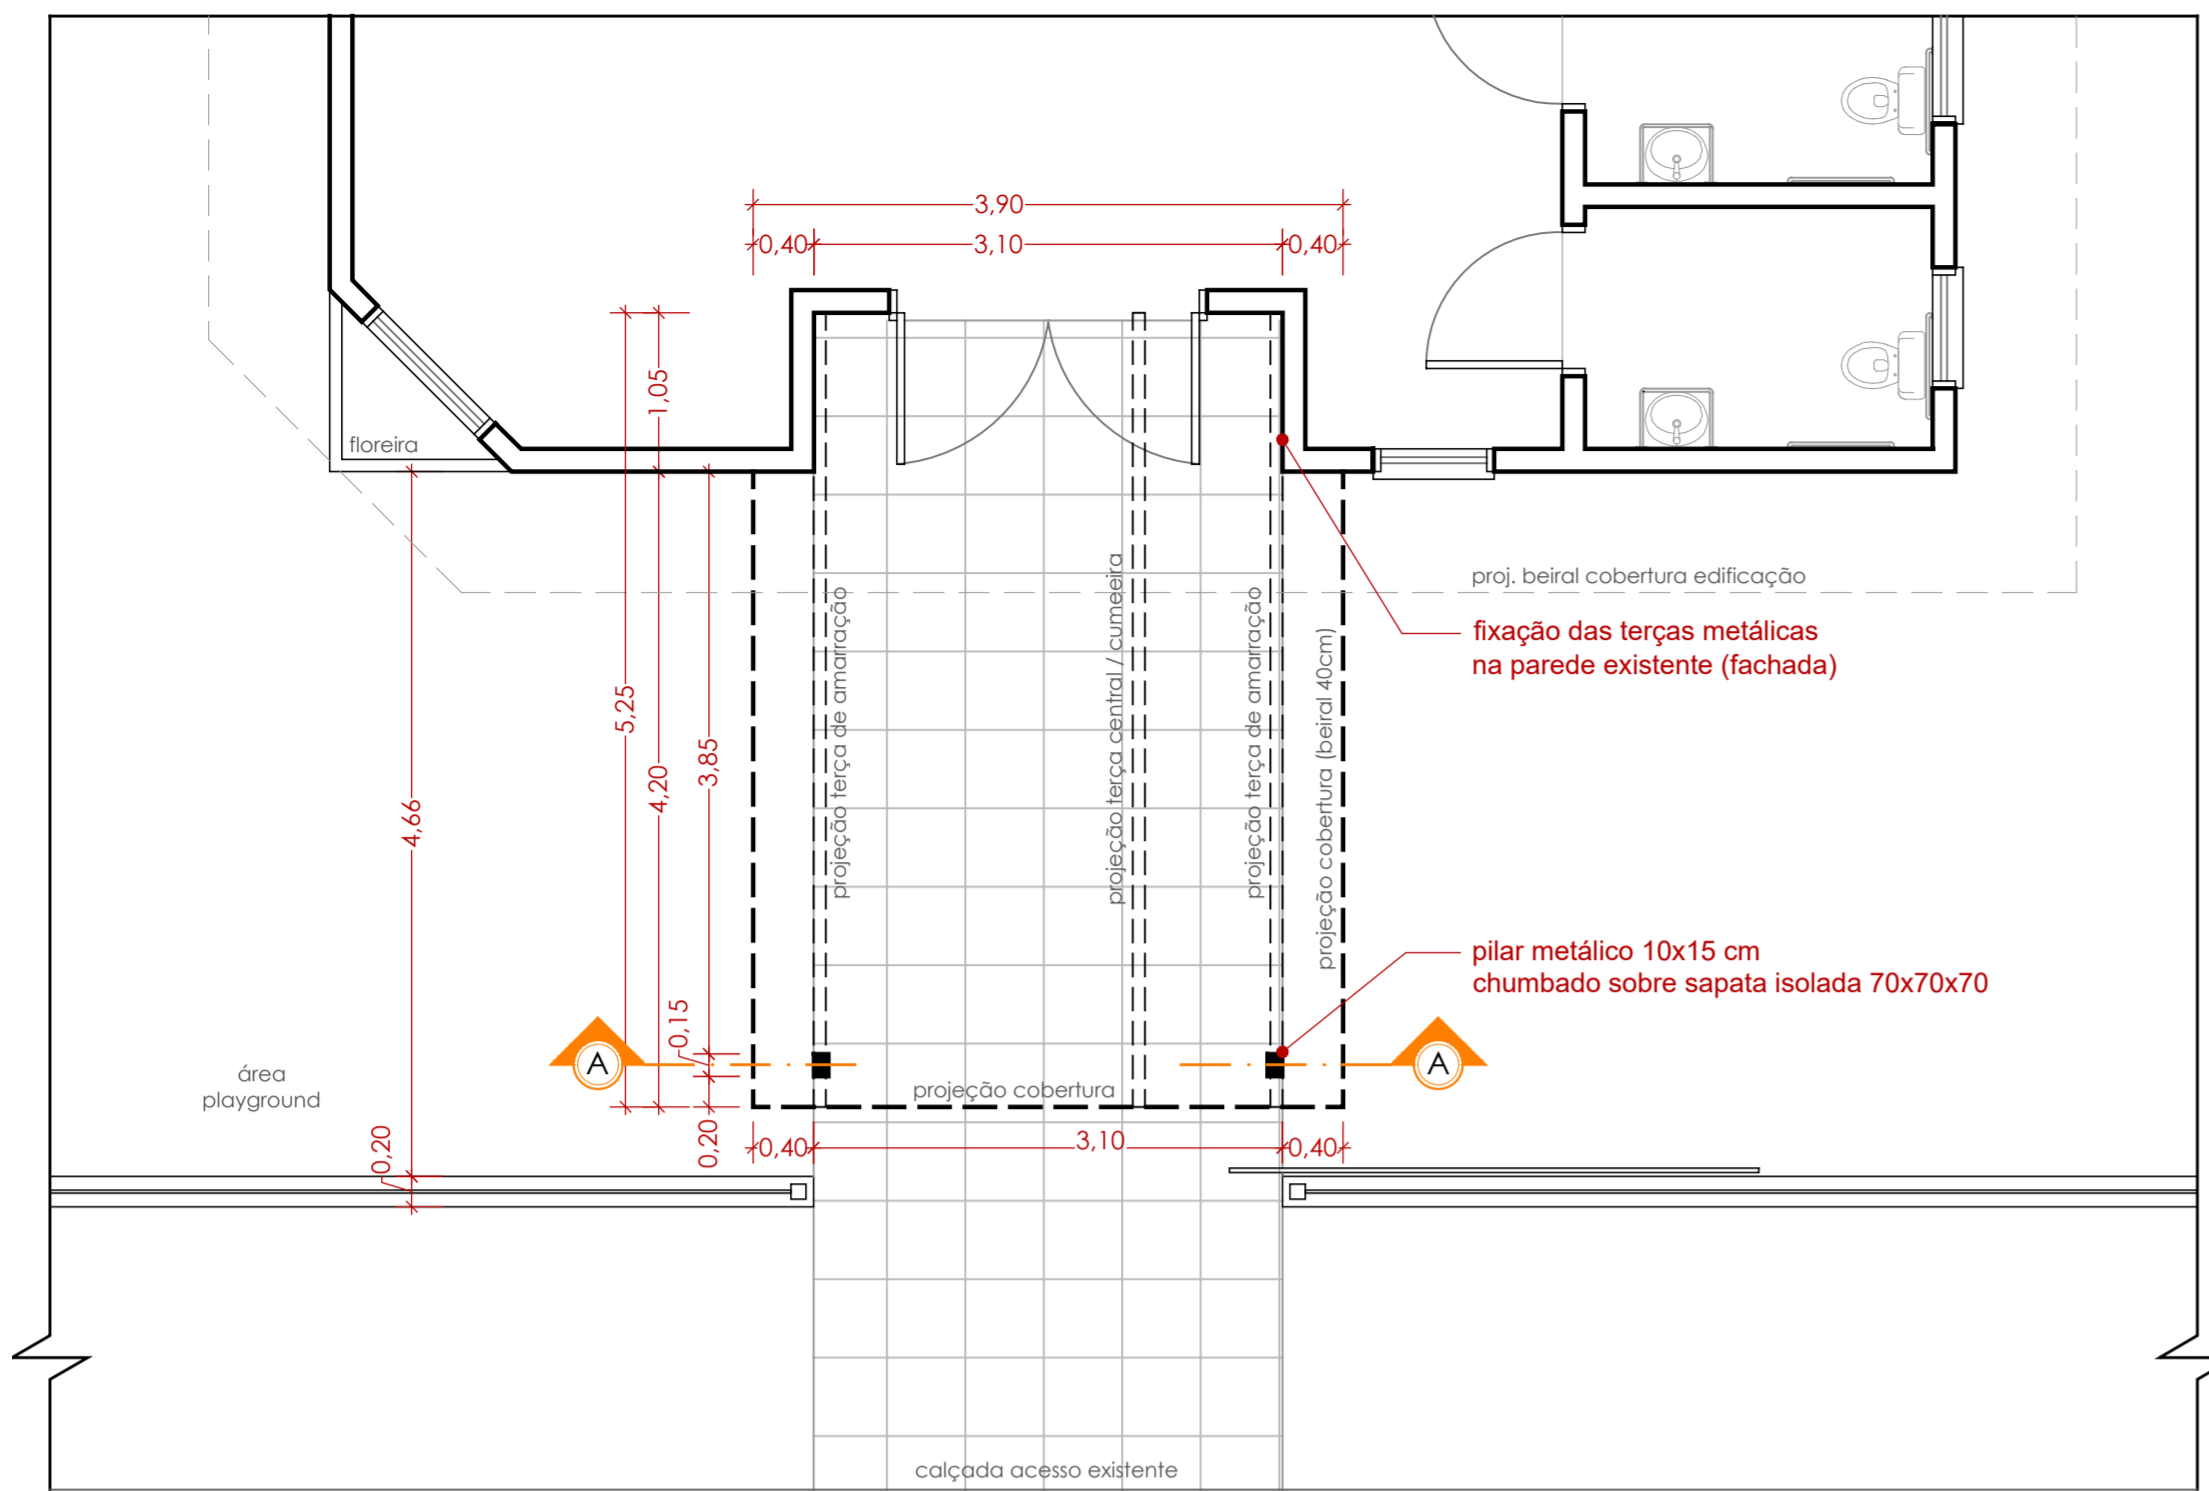 3,90
0,40
3,10
0,40
1,05
floreira
proj. beiral cobertura edificação
projeção terça de amarração
projeção terça central / cumeeira
projeção terça de amarração
projeção cobertura (beiral 40cm)
fixação das terças metálicas
na parede existente (fachada)
5,25
4,20
3,85
4,66
pilar metálico 10x15 cm
chumbado sobre sapata isolada 70x70x70
0,15
A
A
área
playground
projeção cobertura
0,20
0,20
0,40
3,10
0,40
calçada acesso existente